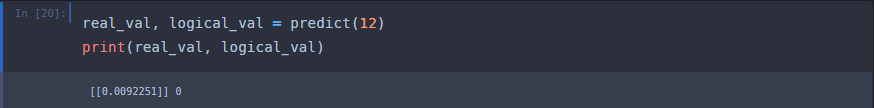 In [20]:
real_val, logical_val = predict(12)
print(real_val, logical_val)
[[0.0092251]] 0